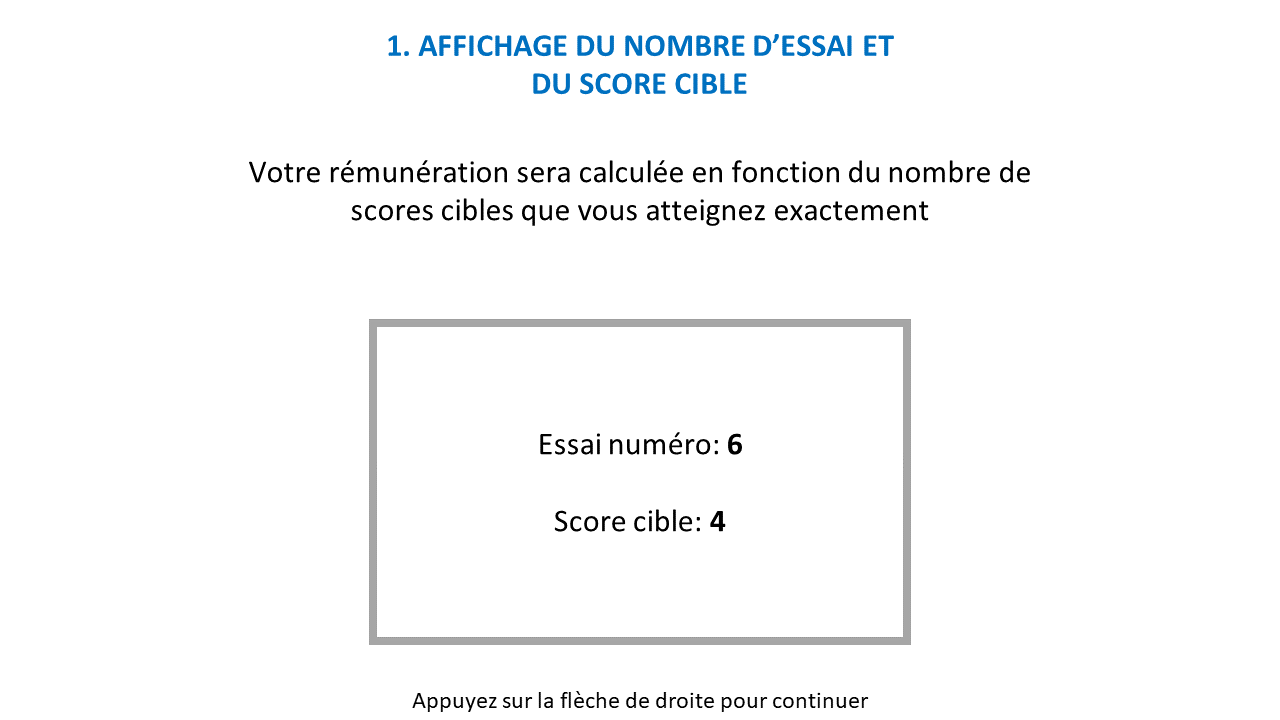 1. AFFICHAGE DU NOMBRE D’ESSAI ET
DU SCORE CIBLE
Votre rémunération sera calculée en fonction du nombre de
scores cibles que vous atteignez exactement
Essai numéro: 6
Score cible: 4
Appuyez sur la flèche de droite pour continuer